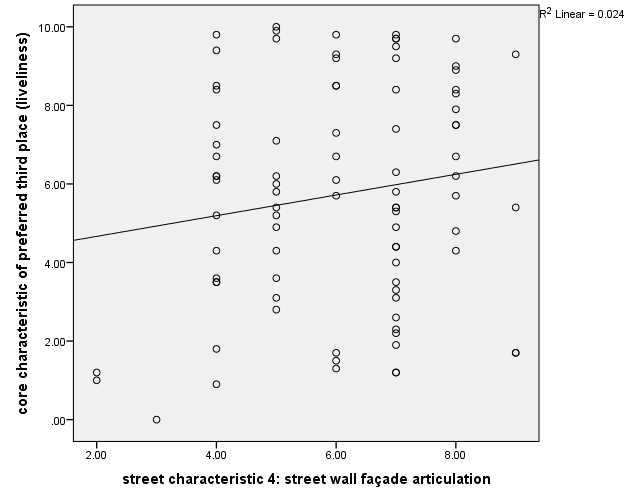 R² Linear = 0.024
core characteristic of preferred third place (liveliness)
10.00
8.00
6.00
4.00
2.00
.00
2.00 4.00 6.00 8.00
street characteristic 4: street wall façade articulation